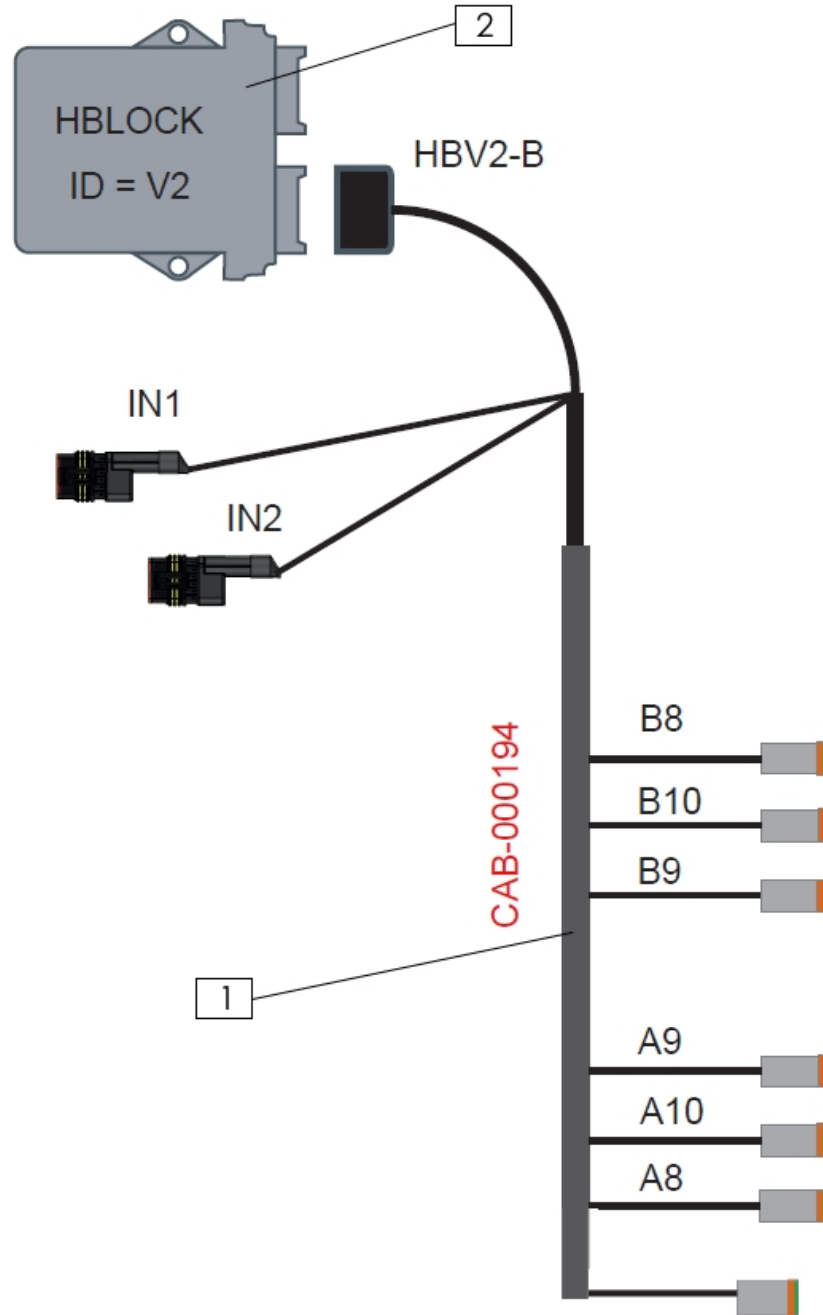 2
HBLOCK
ID = V2
HBV2-B
IN1
IN2
CAB-000194
B8
B10
B9
1
A9
A10
A8